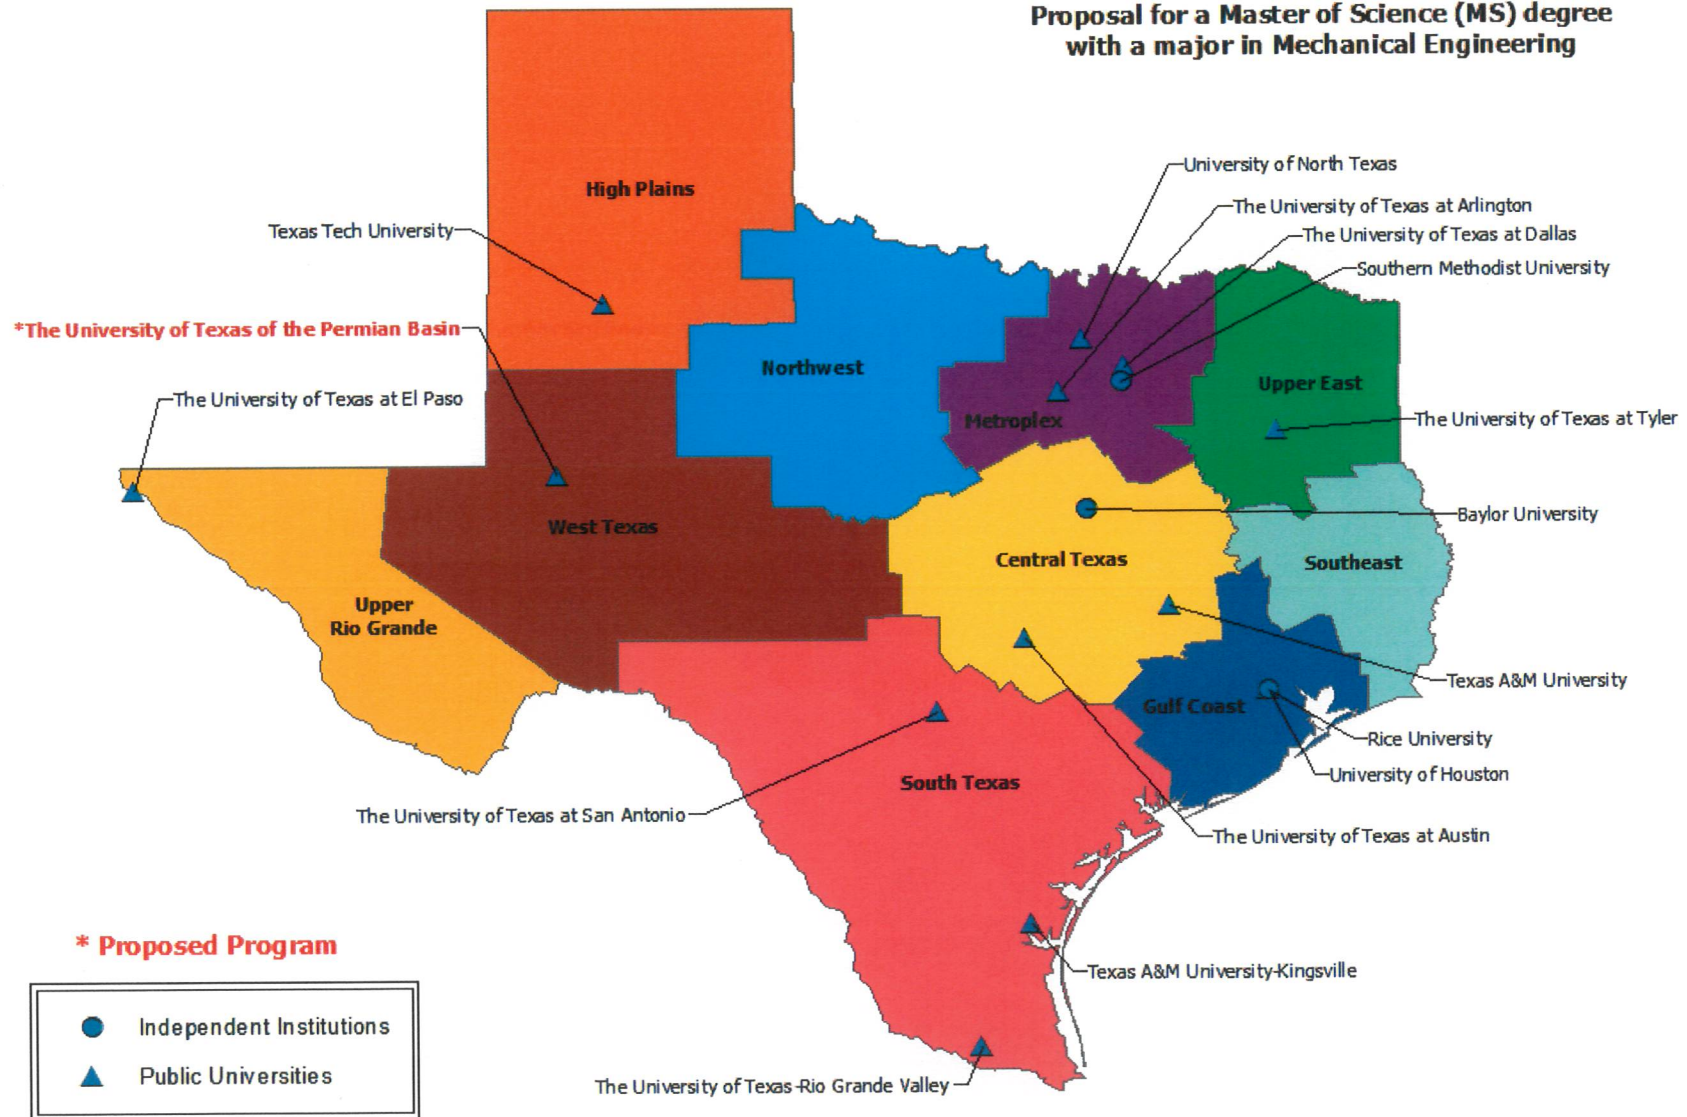 Proposal for a Master of Science (MS) degree
with a major in Mechanical Engineering
University of North Texas
High Plains
The University of Texas at Arlington
Texas Tech University
The University of Texas at Dallas
Southern Methodist University
*The University of Texas of the Permian Basin
Northwest
Upper East
The University of Texas at El Paso
Metroplex
The University of Texas at Tyler
West Texas
Baylor University
Central Texas
Southeast
Upper
Rio Grande
Texas A&M University
Gulf Coast
Rice University
University of Houston
South Texas
The University of Texas at San Antonio
The University of Texas at Austin
* Proposed Program
Texas A&M University-Kingsville
Independent Institutions
Public Universities
The University of Texas-Rio Grande Valley